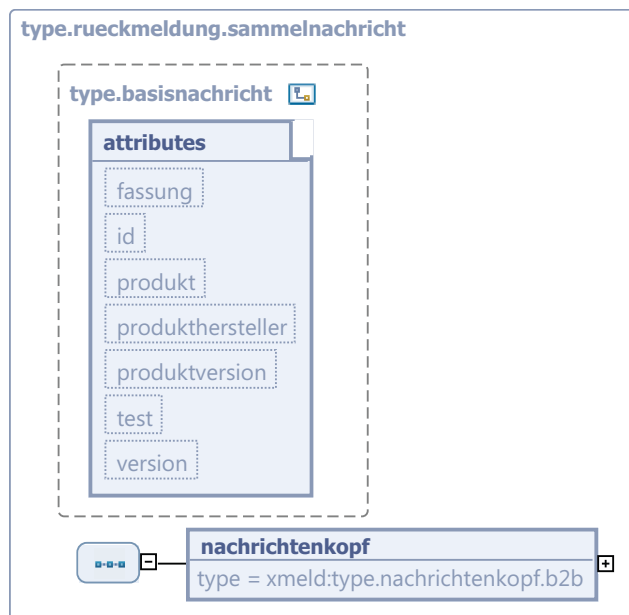 type.rueckmeldung.sammelnachricht
type.basisnachricht
attributes
fassung
id
produkt
produkthersteller
produktversion
test
version
nachrichtenkopf
type = xmeld:type.nachrichtenkopf.b2b